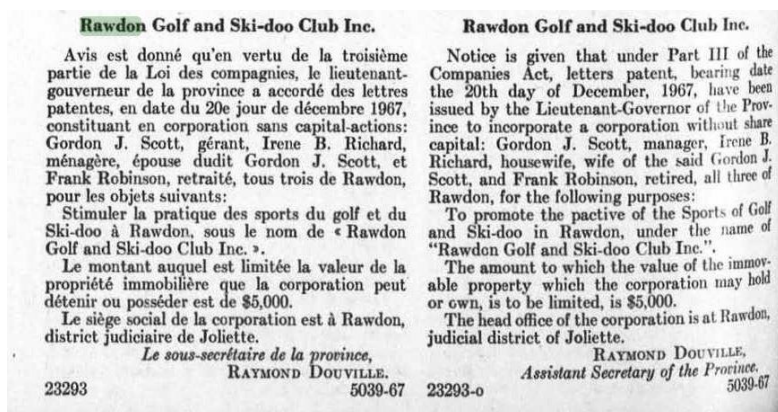 Rawdon Golf and Ski-doo Club Inc.
Avis est donné qu'en vertu de la troisième
partie de la Loi des compagnies, le lieutenant-
gouverneur de la province a accordé des lettres
patentes, en date du 20e jour de décembre 1967,
constituant en corporation sans capital-actions:
Gordon J. Scott, gérant, Irene B. Richard,
ménagère, épouse dudit Gordon J. Scott, et
Frank Robinson, retraité, tous trois de Rawdon,
pour les objets suivants:
Stimuler la pratique des sports du golf et du
Ski-doo à Rawdon, sous le nom de « Rawdon
Golf and Ski-doo Club Inc. ».
Le montant auquel est limitée la valeur de la
propriété immobilière que la corporation peut
détenir ou posséder est de $5,000.
Le siège social de la corporation est à Rawdon,
district judiciaire de Joliette.
Le sous-secrétaire de la province,
RAYMOND DOUVILLE.
23293 5039-67
Rawdon Golf and Ski-doo Club Inc.
Notice is given that under Part III of the
Companies Act, letters patent, bearing date
the 20th day of December, 1967, have been
issued by the Lieutenant-Governor of the Prov-
ince to incorporate a corporation without share
capital: Gordon J. Scott, manager, Irene B.
Richard, housewife, wife of the said Gordon J.
Scott, and Frank Robinson, retired, all three of
Rawdon, for the following purposes:
To promote the pactive of the Sports of Golf
and Ski-doo in Rawdon, under the name of
"Rawdon Golf and Ski-doo Club Inc.".
The amount to which the value of the immov-
able property which the corporation may hold
or own, is to be limited, is $5,000.
The head office of the corporation is at Rawdon,
judicial district of Joliette.
RAYMOND DOUVILLE,
Assistant Secretary of the Province.
23293-o 5039-67